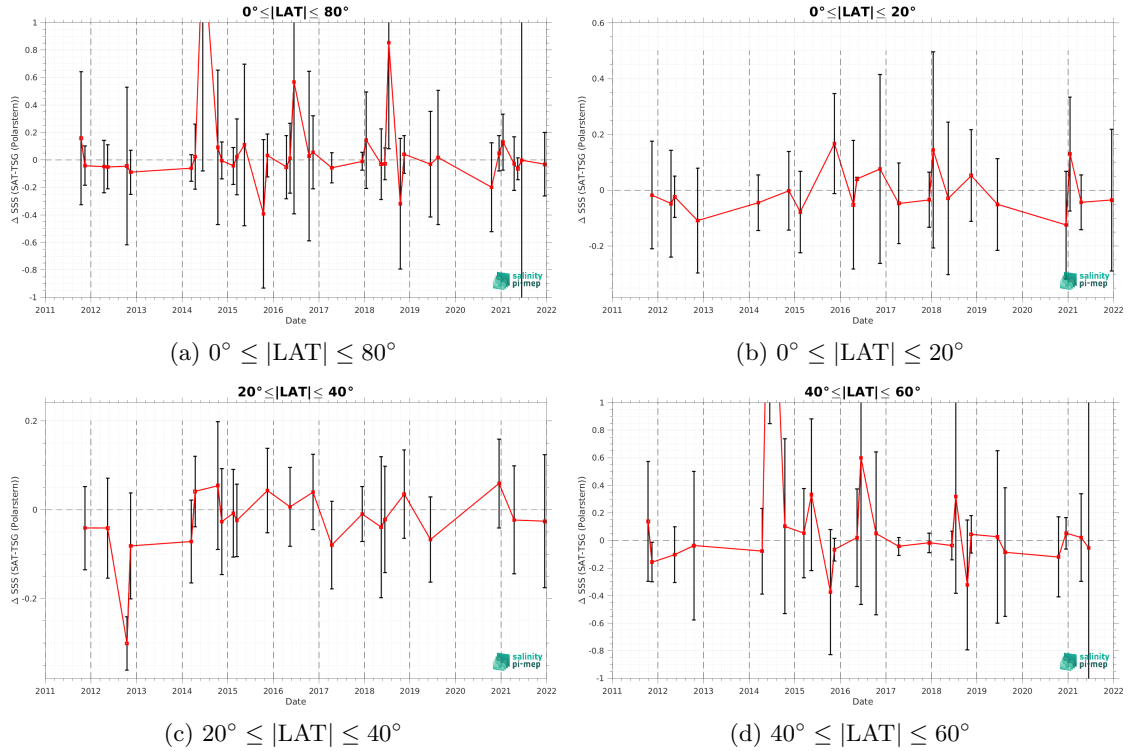 0°≤|LAT|≤ 80°
Δ SSS (SAT-TSG (Polarstern))
1
0.8
0.6
0.4
0.2
0
-0.2
-0.4
-0.6
-0.8
-1
2011 2012 2013 2014 2015 2016 2017 2018 2019 2020 2021 2022
Date
salinity
pi-mep
(a) 0° ≤ |LAT| ≤ 80°
0°≤|LAT|≤ 20°
Δ SSS (SAT-TSG (Polarstern))
0.6
0.4
0.2
0
-0.2
2011 2012 2013 2014 2015 2016 2017 2018 2019 2020 2021 2022
Date
salinity
pi-mep
(b) 0° ≤ |LAT| ≤ 20°
20°≤|LAT|≤ 40°
Δ SSS (SAT-TSG (Polarstern))
0.2
0
-0.2
2011 2012 2013 2014 2015 2016 2017 2018 2019 2020 2021 2022
Date
salinity
pi-mep
(c) 20° ≤ |LAT| ≤ 40°
40°≤|LAT|≤ 60°
Δ SSS (SAT-TSG (Polarstern))
1
0.8
0.6
0.4
0.2
0
-0.2
-0.4
-0.6
-0.8
-1
2011 2012 2013 2014 2015 2016 2017 2018 2019 2020 2021 2022
Date
salinity
pi-mep
(d) 40° ≤ |LAT| ≤ 60°